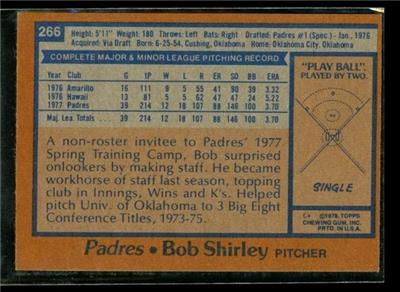 266
Height: 5'11" Weight: 180 Throws: Left Bats: Right Drafted: Padres #1 (Spec.) - Jan., 1976
Acquired: Via Draft Born: 6-25-54, Cushing, Oklahoma Home: Oklahoma City, Oklahoma
COMPLETE MAJOR & MINOR LEAGUE PITCHING RECORD
Year Club G IP W L R ER SO BB ERA
1976 Amarillo 16 111 9 5 55 41 90 39 3.32
1976 Hawaii 13 81 5 5 62 47 47 34 5.22
1977 Padres 39 214 12 18 107 88 146 100 3.70
Maj. Lea. Totals 39 214 12 18 107 88 146 100 3.70
A non-roster invitee to Padres' 1977
Spring Training Camp, Bob surprised
onlookers by making staff. He became
workhorse of staff last season, topping
club in Innings, Wins and K's. Helped
pitch Univ. of Oklahoma to 3 Big Eight
Conference Titles, 1973-75.
"PLAY BALL"
PLAYED BY TWO.
SINGLE
©1978, TOPPS
CHEWING GUM, INC.
PRTD. IN U.S.A.
Padres • Bob Shirley PITCHER